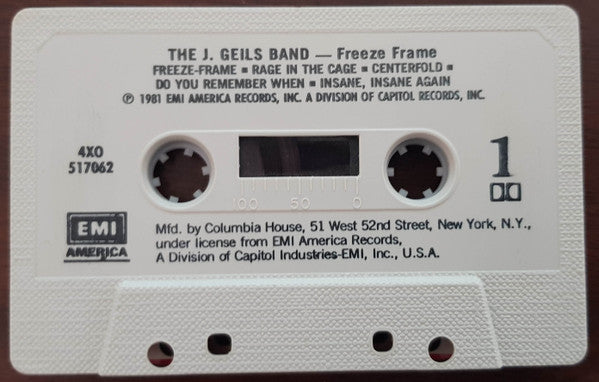 THE J. GEILS BAND — Freeze Frame
FREEZE-FRAME ▪ RAGE IN THE CAGE ▪ CENTERFOLD ▪
DO YOU REMEMBER WHEN ▪ INSANE, INSANE AGAIN
℗ 1981 EMI AMERICA RECORDS, INC. A DIVISION OF CAPITOL RECORDS, INC.
4XO
517062
1
100 50 0
EMI
AMERICA
Mfd. by Columbia House, 51 West 52nd Street, New York, N.Y.,
under license from EMI America Records,
A Division of Capitol Industries-EMI, Inc., U.S.A.